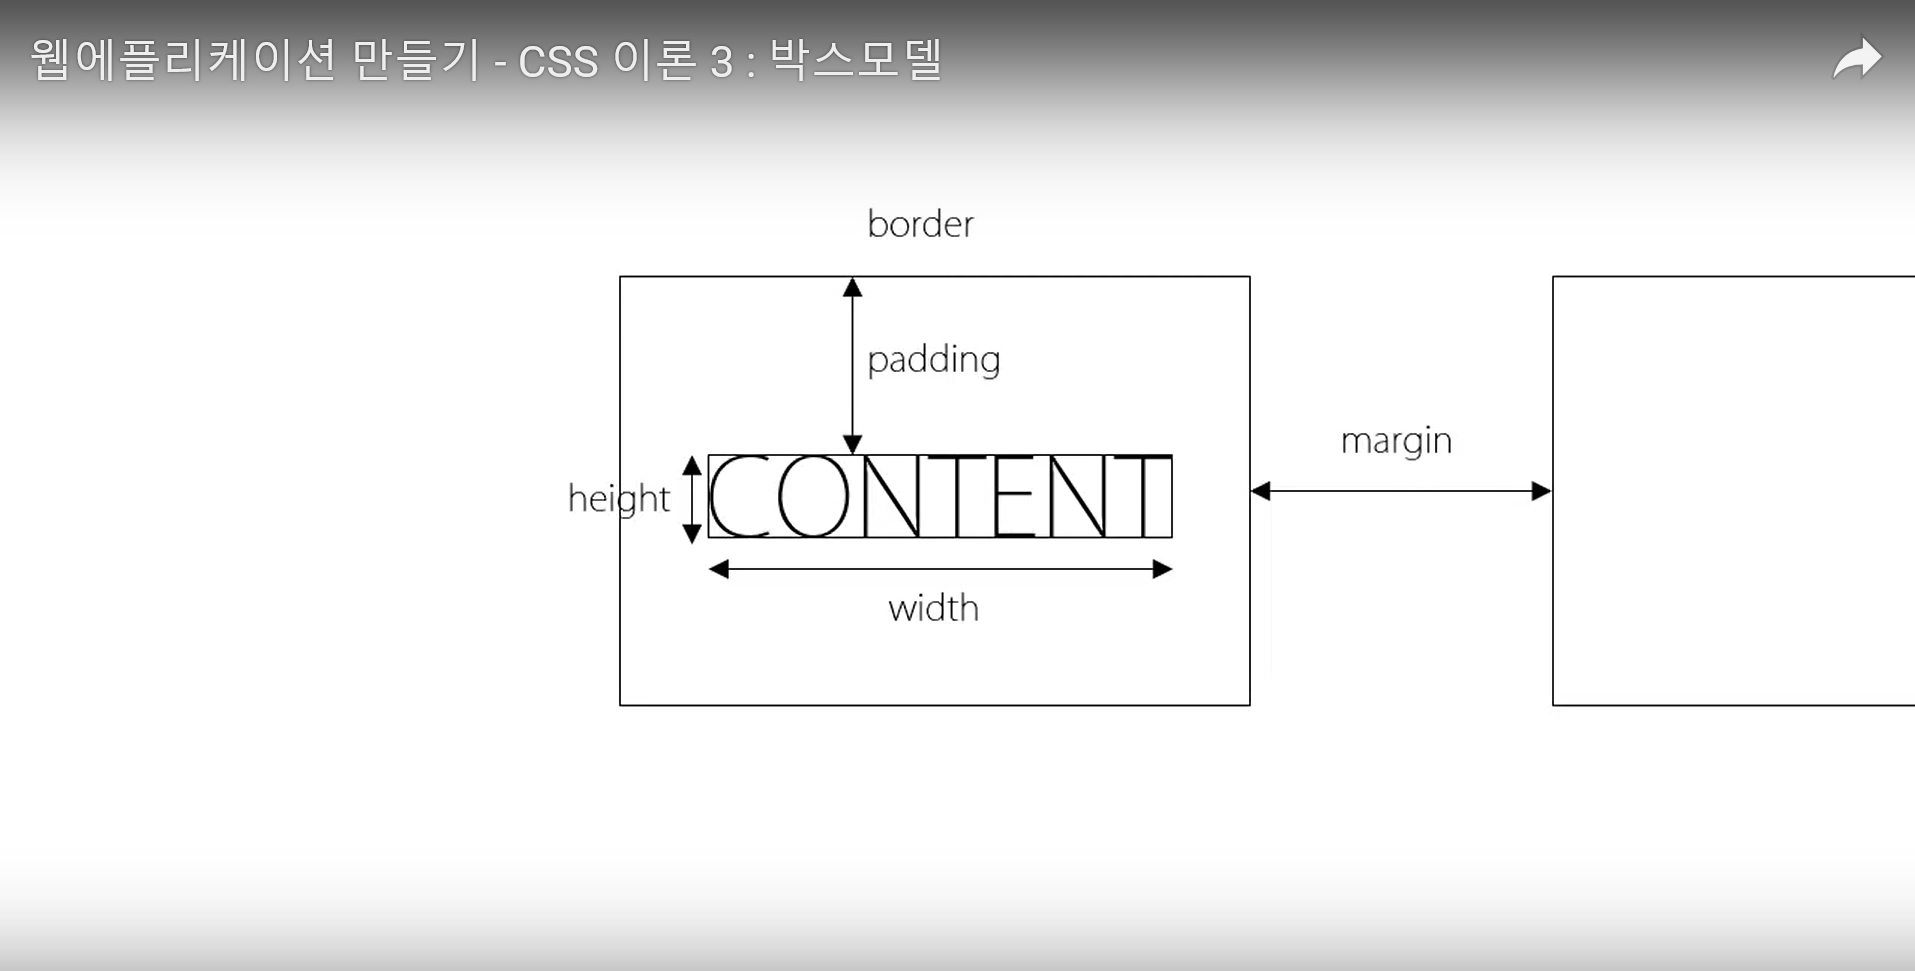 웹에플리케이션 만들기 - CSS 이론 3 : 박스모델
border
padding
margin
height
CONTENT
width